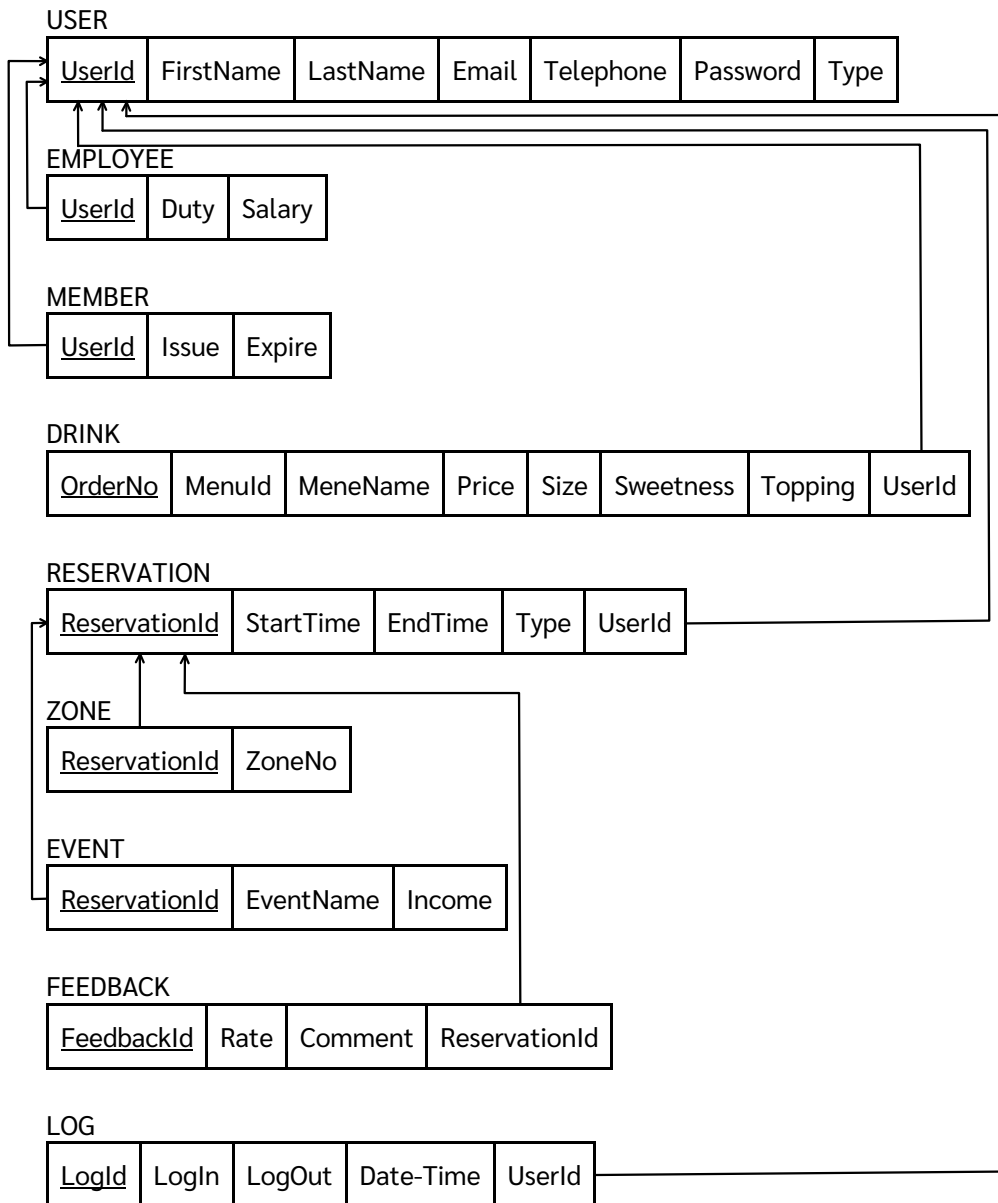 USER
UserId FirstName LastName Email Telephone Password Type
EMPLOYEE
UserId Duty Salary
MEMBER
UserId Issue Expire
DRINK
OrderNo MenuId MeneName Price Size Sweetness Topping UserId
RESERVATION
ReservationId StartTime EndTime Type UserId
ZONE
ReservationId ZoneNo
EVENT
ReservationId EventName Income
FEEDBACK
FeedbackId Rate Comment ReservationId
LOG
LogId LogIn LogOut Date-Time UserId